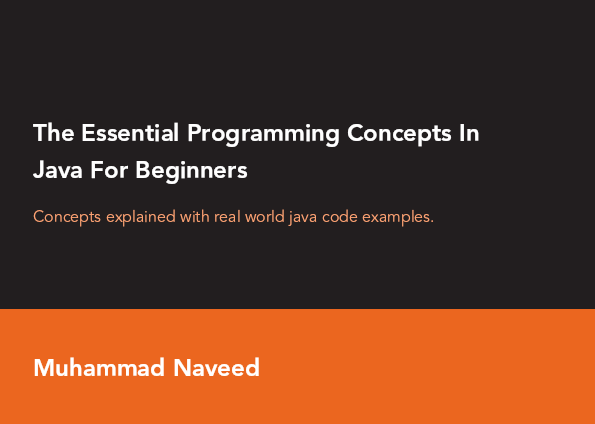 The Essential Programming Concepts In
Java For Beginners
Concepts explained with real world java code examples.
Muhammad Naveed